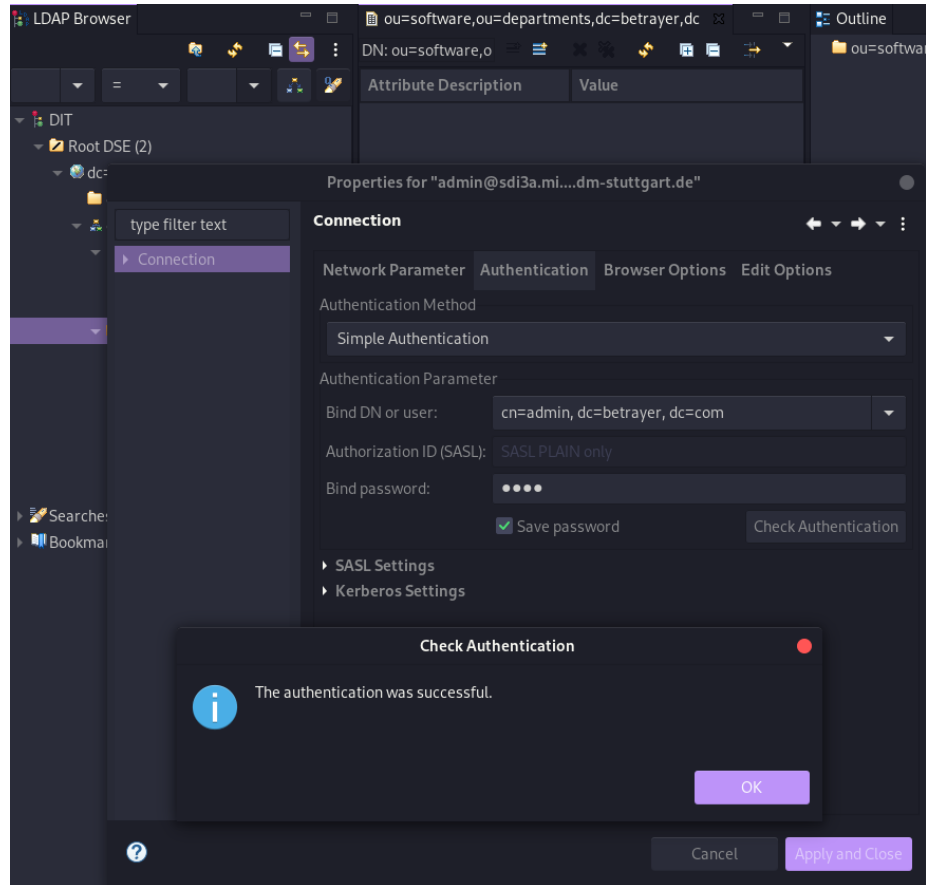 LDAP Browser
ou=software,ou=departments,dc=betrayer,dc
Outline
DN: ou=software,o
ou=softwar
=
Attribute Description
Value
DIT
Root DSE (2)
dc=
Properties for "admin@sdi3a.mi....dm-stuttgart.de"
type filter text
Connection
Connection
Network Parameter
Authentication
Browser Options
Edit Options
Authentication Method
Simple Authentication
Authentication Parameter
Bind DN or user:
cn=admin, dc=betrayer, dc=com
Authorization ID (SASL):
SASL PLAIN only
Bind password:
••••
Save password
Check Authentication
Searches
Bookmar
SASL Settings
Kerberos Settings
Check Authentication
The authentication was successful.
OK
Cancel
Apply and Close